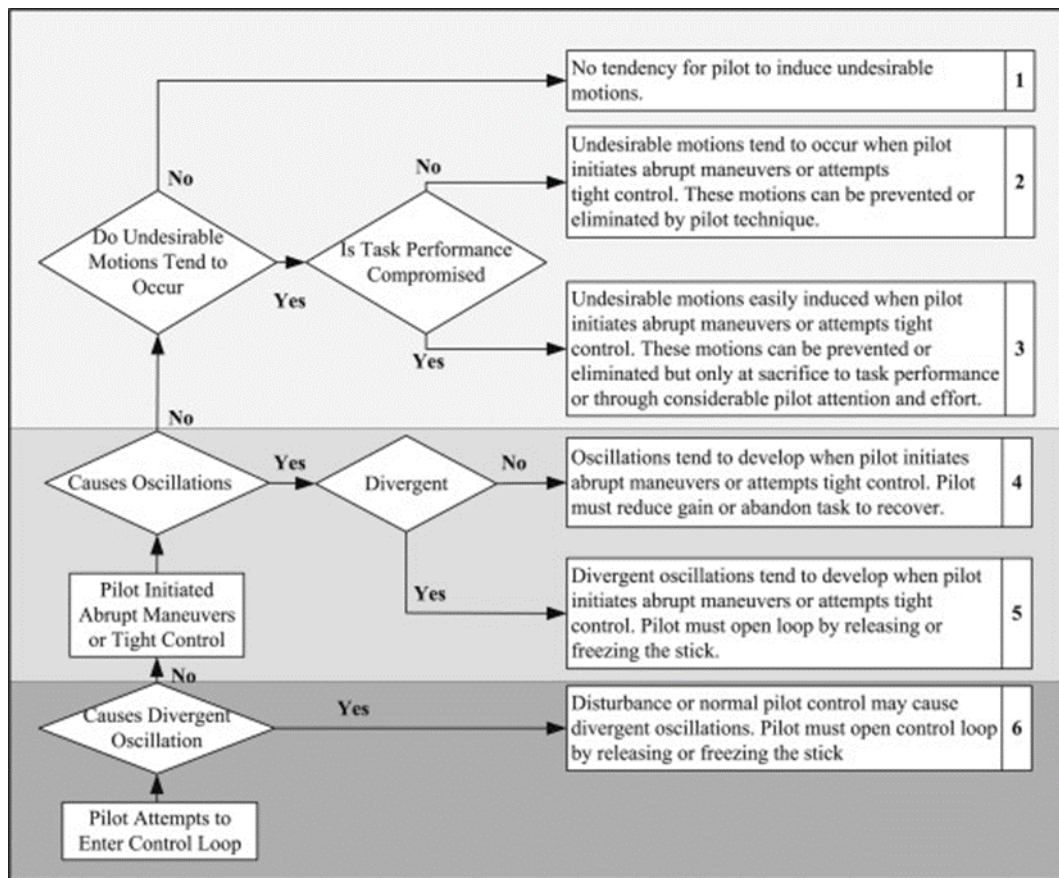 No tendency for pilot to induce undesirable
motions.
1
Undesirable motions tend to occur when pilot
initiates abrupt maneuvers or attempts
tight control. These motions can be prevented or
eliminated by pilot technique.
2
No
No
Do Undesirable
Motions Tend to
Occur
Yes
Is Task Performance
Compromised
Yes
Undesirable motions easily induced when pilot
initiates abrupt maneuvers or attempts tight
control. These motions can be prevented or
eliminated but only at sacrifice to task performance
or through considerable pilot attention and effort.
3
No
Causes Oscillations
Yes
Divergent
No
Oscillations tend to develop when pilot initiates
abrupt maneuvers or attempts tight control. Pilot
must reduce gain or abandon task to recover.
4
Pilot Initiated
Abrupt Maneuvers
or Tight Control
Yes
Divergent oscillations tend to develop when pilot
initiates abrupt maneuvers or attempts tight
control. Pilot must open loop by releasing or
freezing the stick.
5
No
Causes Divergent
Oscillation
Yes
Disturbance or normal pilot control may cause
divergent oscillations. Pilot must open control loop
by releasing or freezing the stick
6
Pilot Attempts to
Enter Control Loop